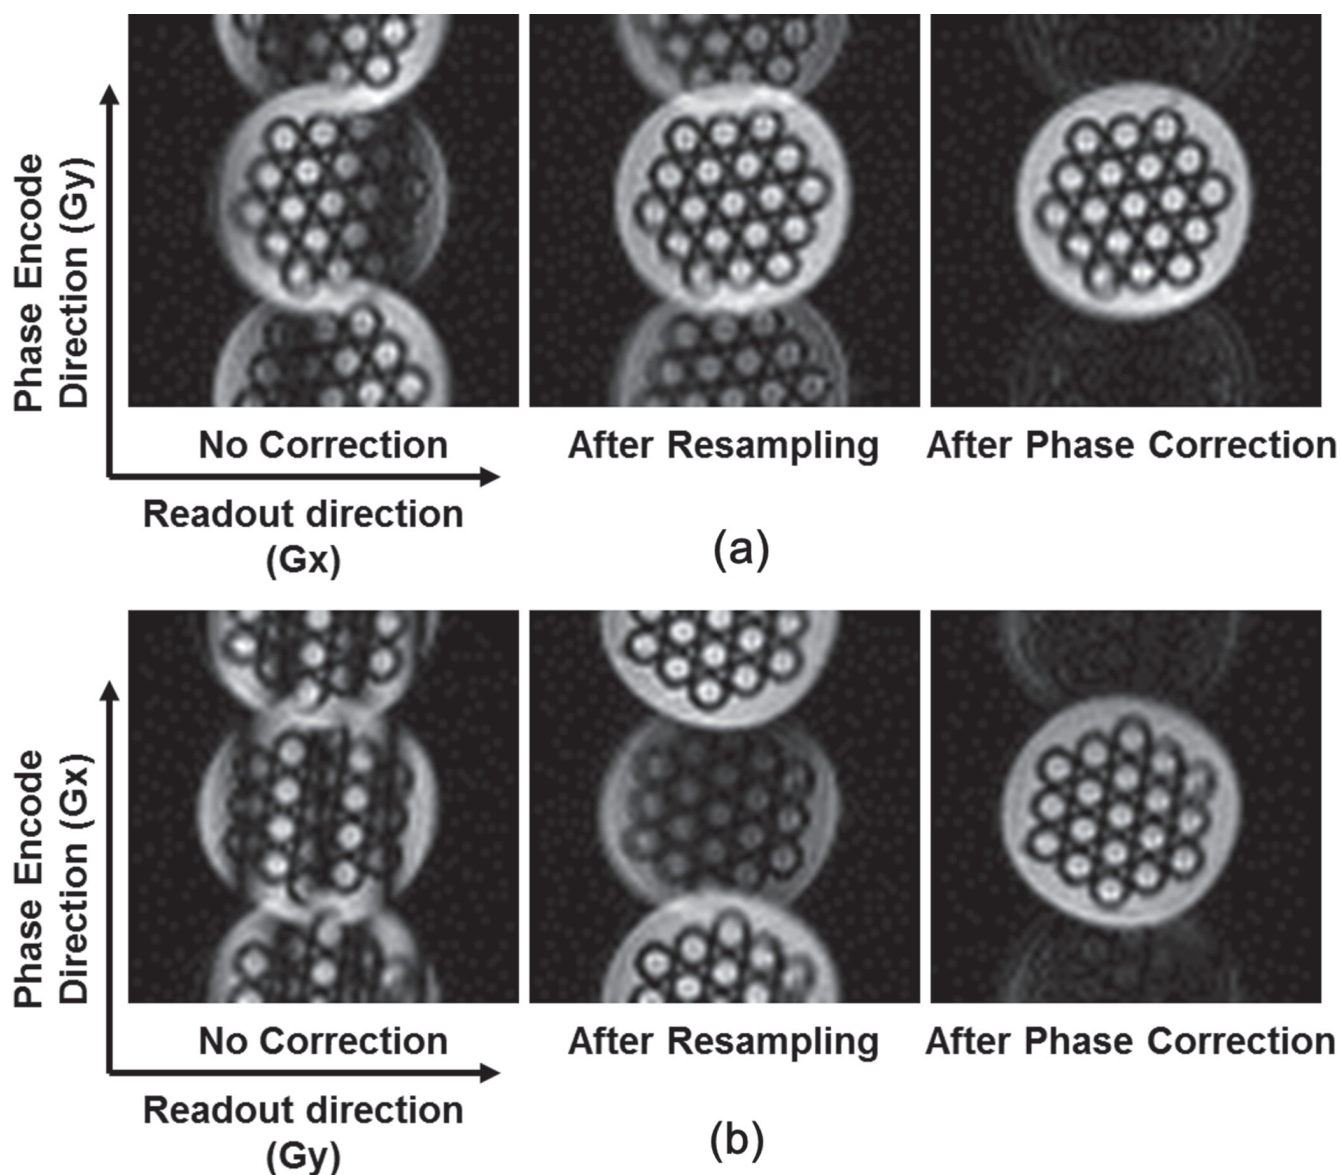 Phase Encode
Direction (Gy)
No Correction
After Resampling
After Phase Correction
Readout direction
(Gx)
(a)
Phase Encode
Direction (Gx)
No Correction
After Resampling
After Phase Correction
Readout direction
(Gy)
(b)